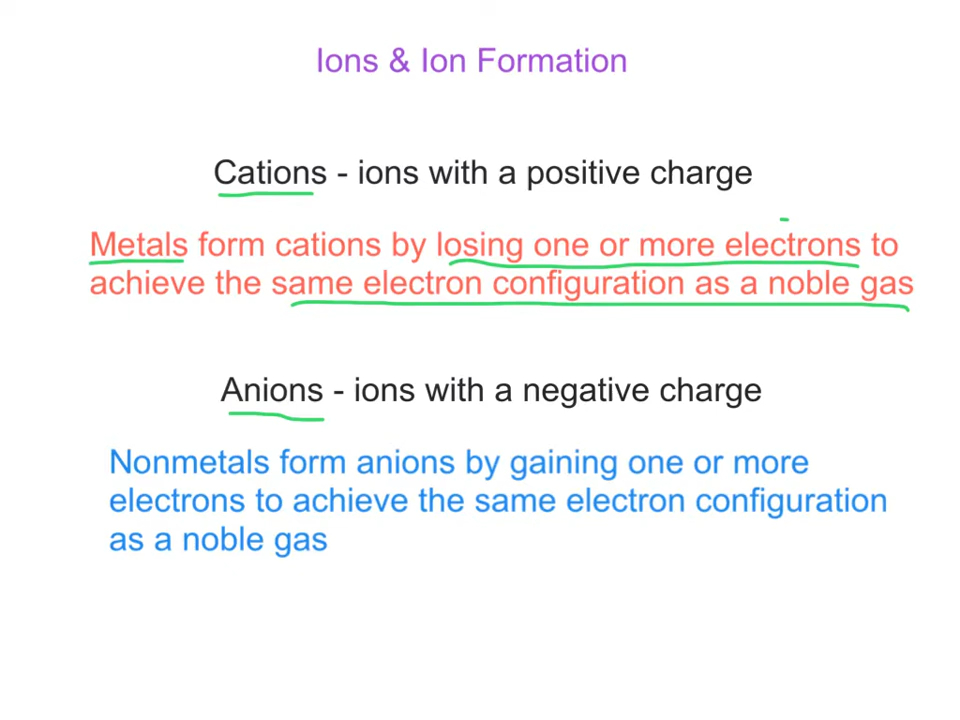 Ions & Ion Formation
Cations - ions with a positive charge
Metals form cations by losing one or more electrons to
achieve the same electron configuration as a noble gas
Anions - ions with a negative charge
Nonmetals form anions by gaining one or more
electrons to achieve the same electron configuration
as a noble gas